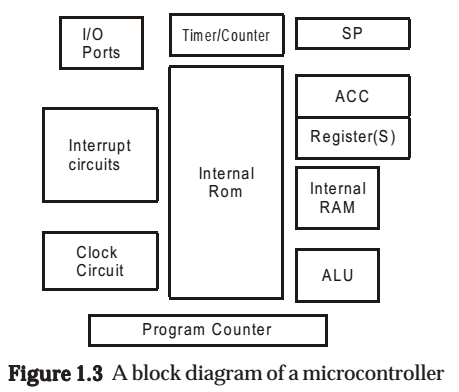 I/O
Ports
Timer/Counter
SP
ACC
Register(S)
Interrupt
circuits
Internal
Rom
Internal
RAM
Clock
Circuit
ALU
Program Counter
Figure 1.3 A block diagram of a microcontroller